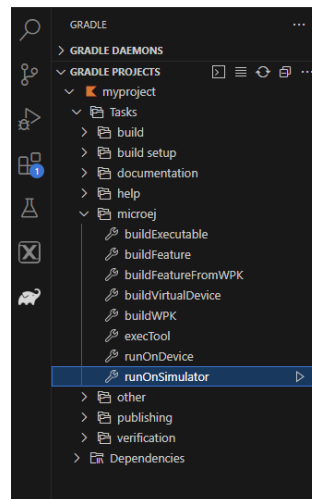 GRADLE
GRADLE DAEMONS
GRADLE PROJECTS
myproject
Tasks
build
build setup
documentation
help
microej
buildExecutable
buildFeature
buildFeatureFromWPK
buildVirtualDevice
1
buildWPK
execTool
runOnDevice
runOnSimulator
other
publishing
verification
Dependencies